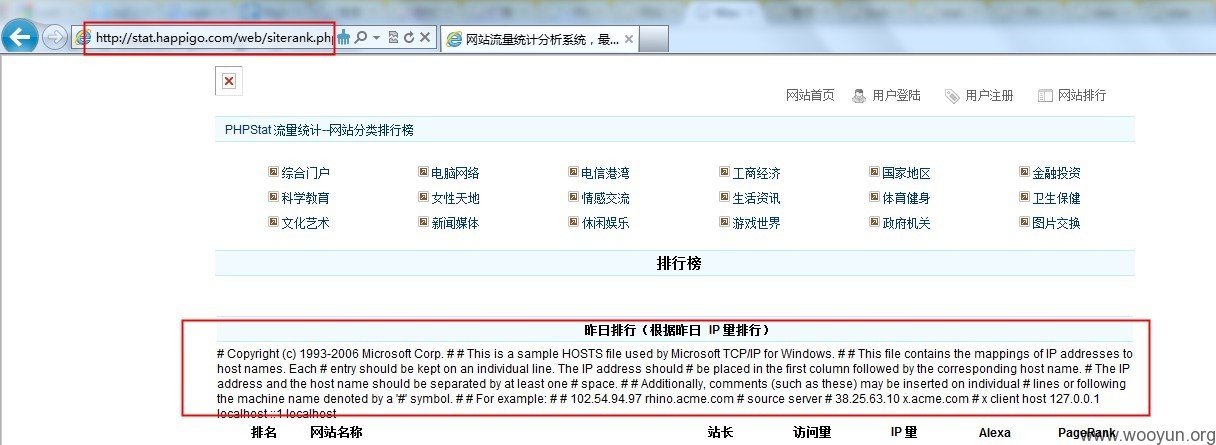 http://stat.happigo.com/web/siterank.ph
网站流量统计分析系统，最...
网站首页 用户登陆 用户注册 网站排行
PHPStat 流量统计--网站分类排行榜
综合门户 电脑网络 电信港湾 工商经济 国家地区 金融投资
科学教育 女性天地 情感交流 生活资讯 体育健身 卫生保健
文化艺术 新闻媒体 休闲娱乐 游戏世界 政府机关 图片交换
排行榜
昨日排行（根据昨日 IP 量排行）
# Copyright (c) 1993-2006 Microsoft Corp. # # This is a sample HOSTS file used by Microsoft TCP/IP for Windows. # # This file contains the mappings of IP addresses to
host names. Each # entry should be kept on an individual line. The IP address should # be placed in the first column followed by the corresponding host name. # The IP
address and the host name should be separated by at least one # space. # # Additionally, comments (such as these) may be inserted on individual # lines or following
the machine name denoted by a '#' symbol. # # For example: # # 102.54.94.97 rhino.acme.com # source server # 38.25.63.10 x.acme.com # x client host 127.0.0.1
localhost ::1 localhost
排名 网站名称 站长 访问量 IP 量 Alexa PageRank
www.wooyun.org